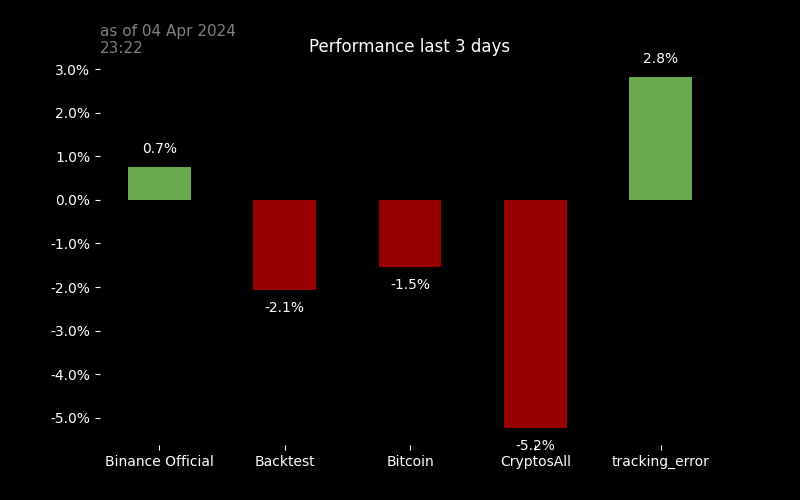 as of 04 Apr 2024
23:22
Performance last 3 days
3.0%
2.0%
1.0%
0.0%
-1.0%
-2.0%
-3.0%
-4.0%
-5.0%
0.7%
-2.1%
-1.5%
-5.2%
2.8%
Binance Official
Backtest
Bitcoin
CryptosAll
tracking_error